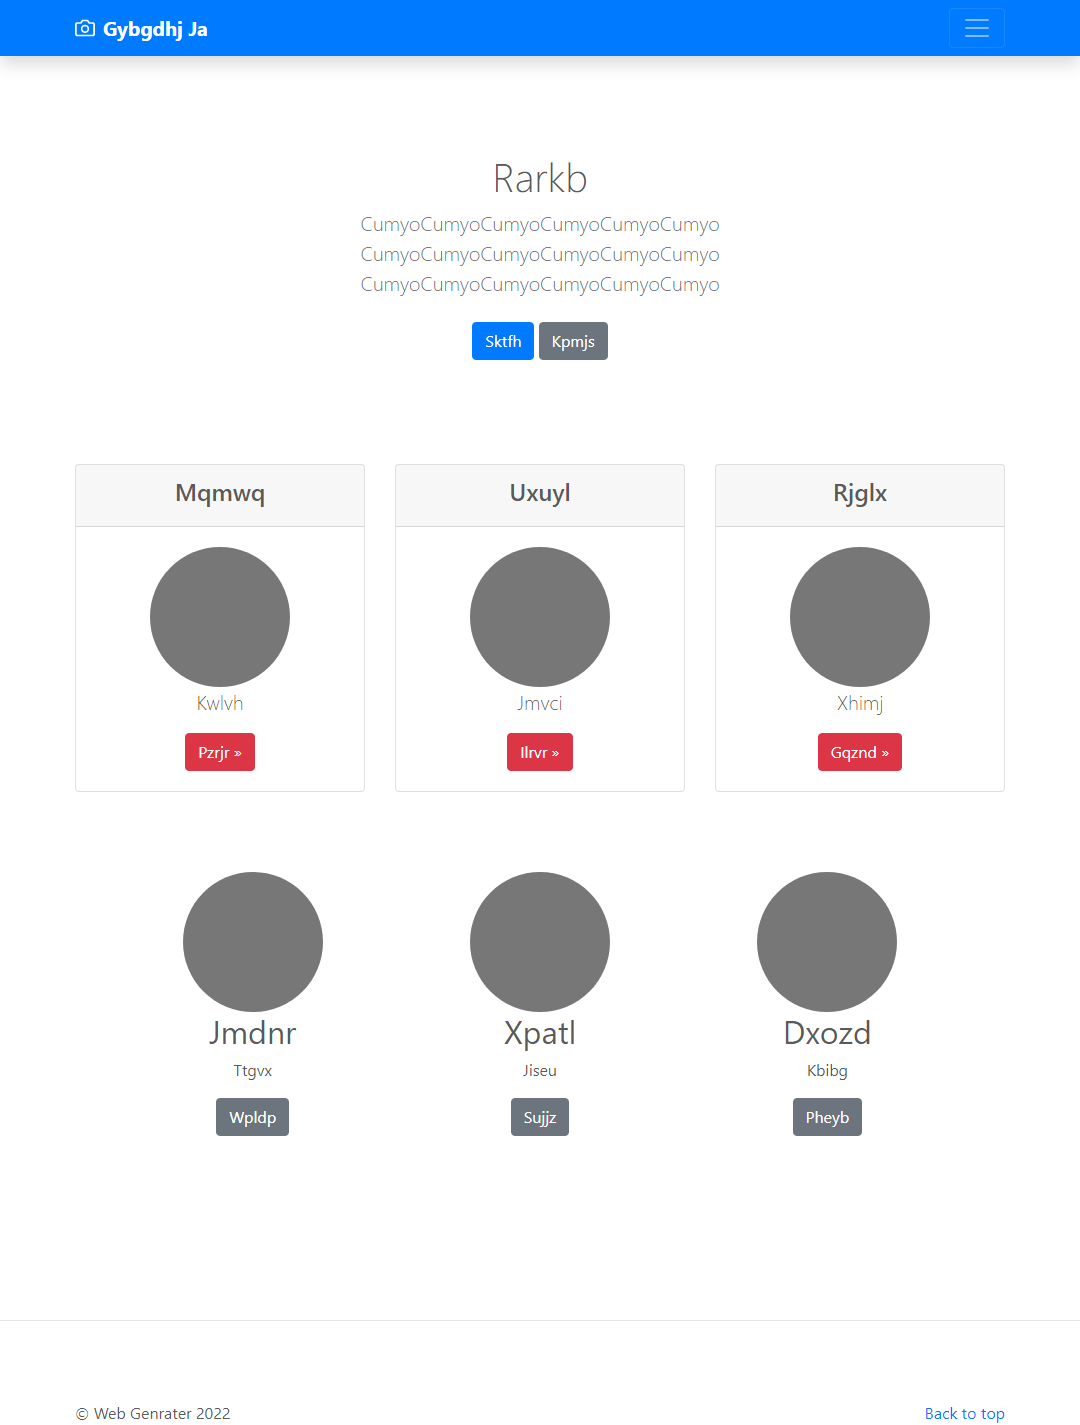 Gybgdhj Ja
Rarkb
CumyoCumyoCumyoCumyoCumyoCumyo
CumyoCumyoCumyoCumyoCumyoCumyo
CumyoCumyoCumyoCumyoCumyoCumyo
Sktfh Kpmjs
Mqmwq Uxuyl Rjglx
Kwlvh Jmvci Xhimj
Pzrjr » Ilrvr » Gqznd »
Jmdnr Xpatl Dxozd
Ttgvx Jiseu Kbibg
Wpldp Sujjz Pheyb
© Web Genrater 2022 Back to top